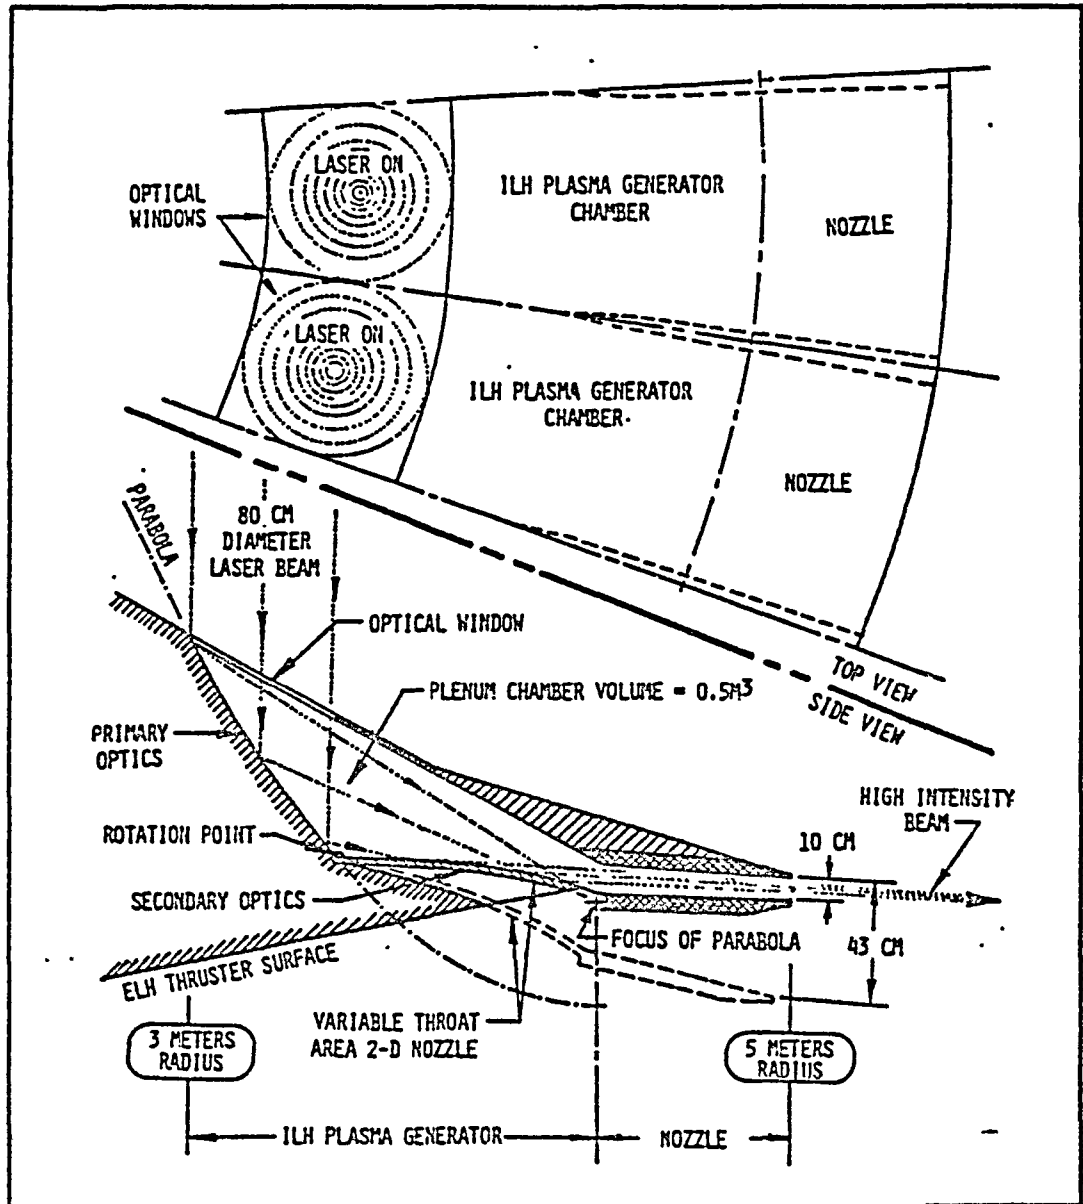 LASER ON
OPTICAL
WINDOWS
ILH PLASMA GENERATOR
CHAMBER
NOZZLE
LASER ON
ILH PLASMA GENERATOR
CHAMBER.
NOZZLE
PARABOLA
80 CM
DIAMETER
LASER BEAM
OPTICAL WINDOW
TOP VIEW
SIDE VIEW
PLENUM CHAMBER VOLUME = 0.5M³
PRIMARY
OPTICS
HIGH INTENSITY
BEAM
ROTATION POINT
10 CM
SECONDARY OPTICS
FOCUS OF PARABOLA
43 CM
ELH THRUSTER SURFACE
VARIABLE THROAT
AREA 2-D NOZZLE
3 METERS
RADIUS
5 METERS
RADIUS
ILH PLASMA GENERATOR
NOZZLE